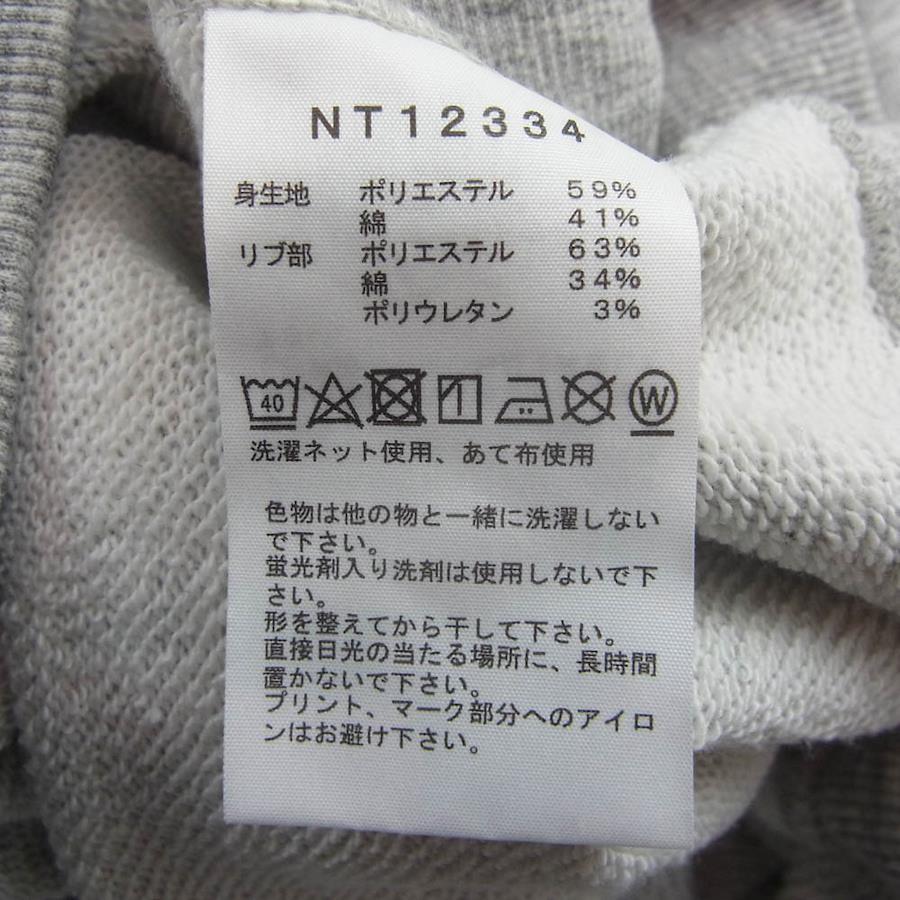 NT12334
身生地 ポリエステル 59%
綿 41%
リブ部 ポリエステル 63%
綿 34%
ポリウレタン 3%
40 W
洗濯ネット使用、あて布使用
色物は他の物と一緒に洗濯しない
で下さい。
蛍光剤入り洗剤は使用しないで下
さい。
形を整えてから干して下さい。
直接日光の当たる場所に、長時間
置かないで下さい。
プリント、マーク部分へのアイロ
ンはお避け下さい。